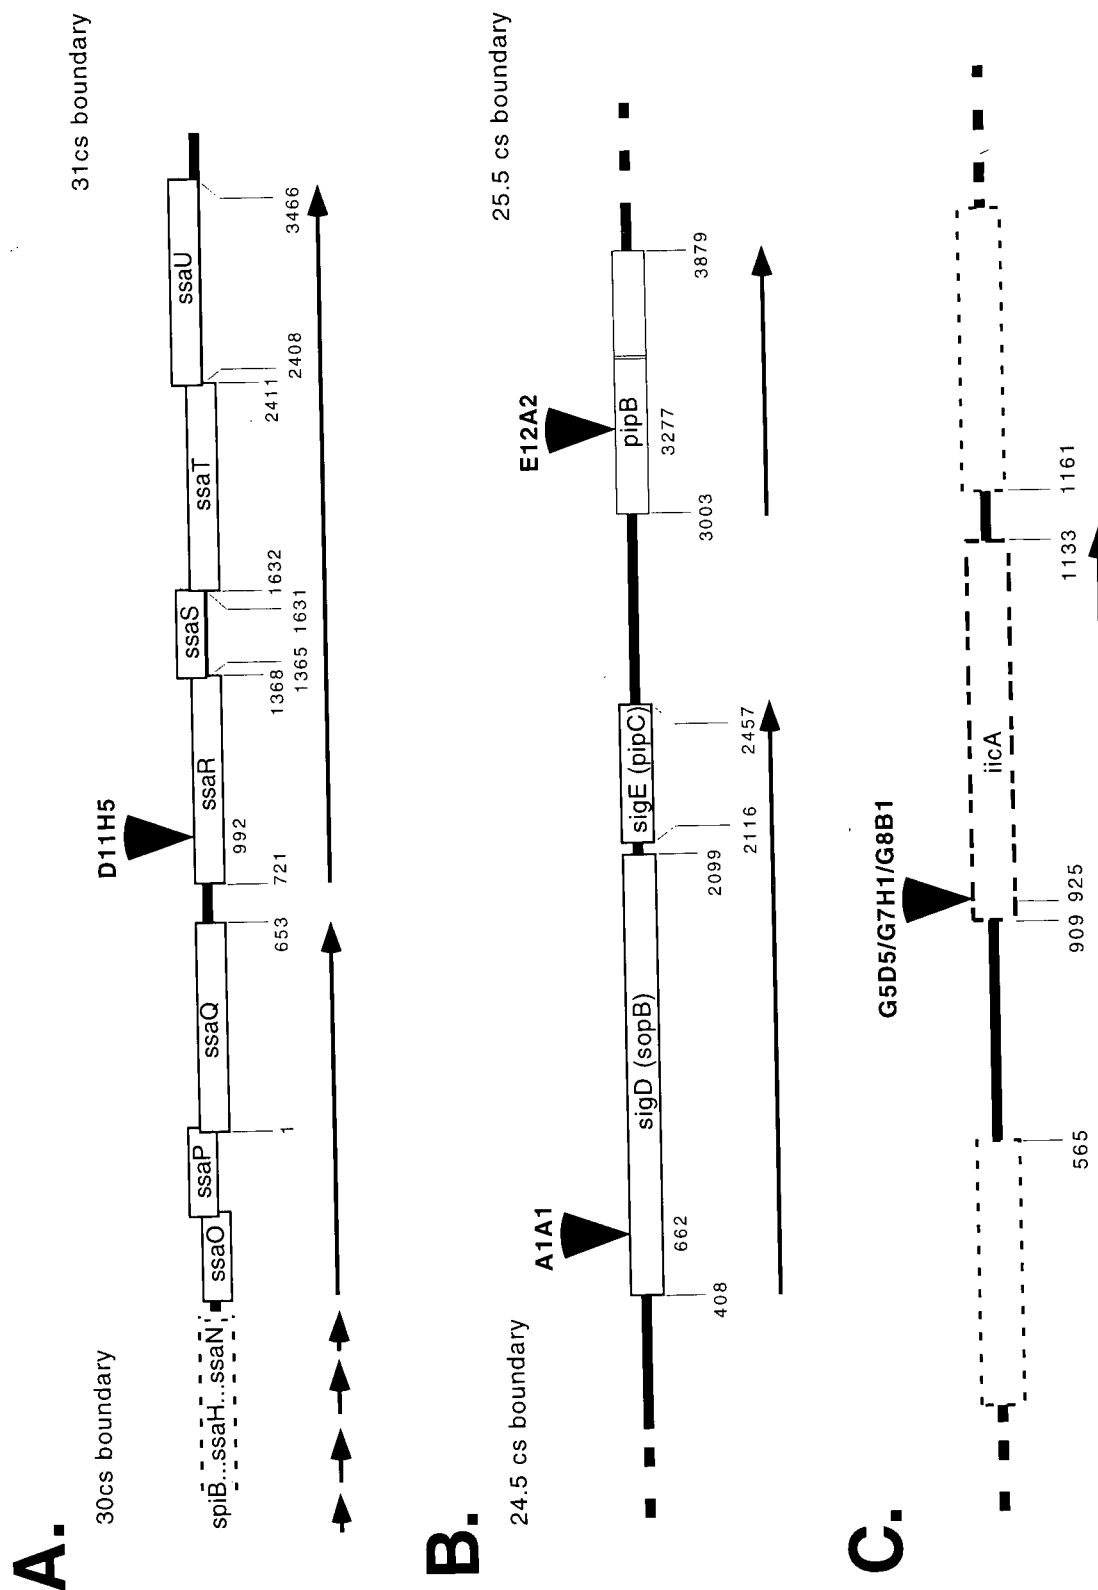 A.
30cs boundary
31cs boundary
D11H5
spiB...ssaH...ssaN
ssaO
ssaP
ssaQ
ssaR
ssaS
ssaT
ssaU
1
653
721
992
1368
1365
1631
1632
2411
2408
3466
B.
24.5 cs boundary
25.5 cs boundary
A1A1
E12A2
sigD (sopB)
sigE (pipC)
pipB
408
662
2099
2116
2457
3003
3277
3879
C.
G5D5/G7H1/G8B1
iicA
565
909
925
1133
1161